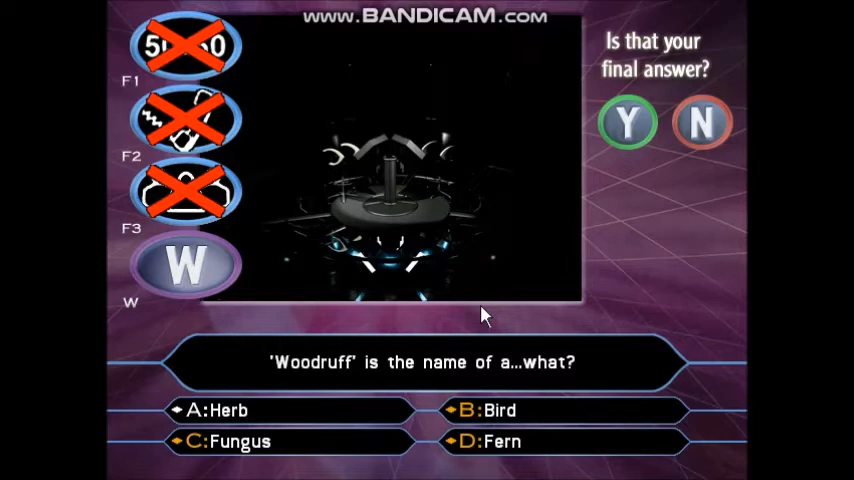 www.BANDICAM.com
Is that your
final answer?
Y N
F1
F2
F3
W
W
'Woodruff' is the name of a...what?
A:Herb
B:Bird
C:Fungus
D:Fern